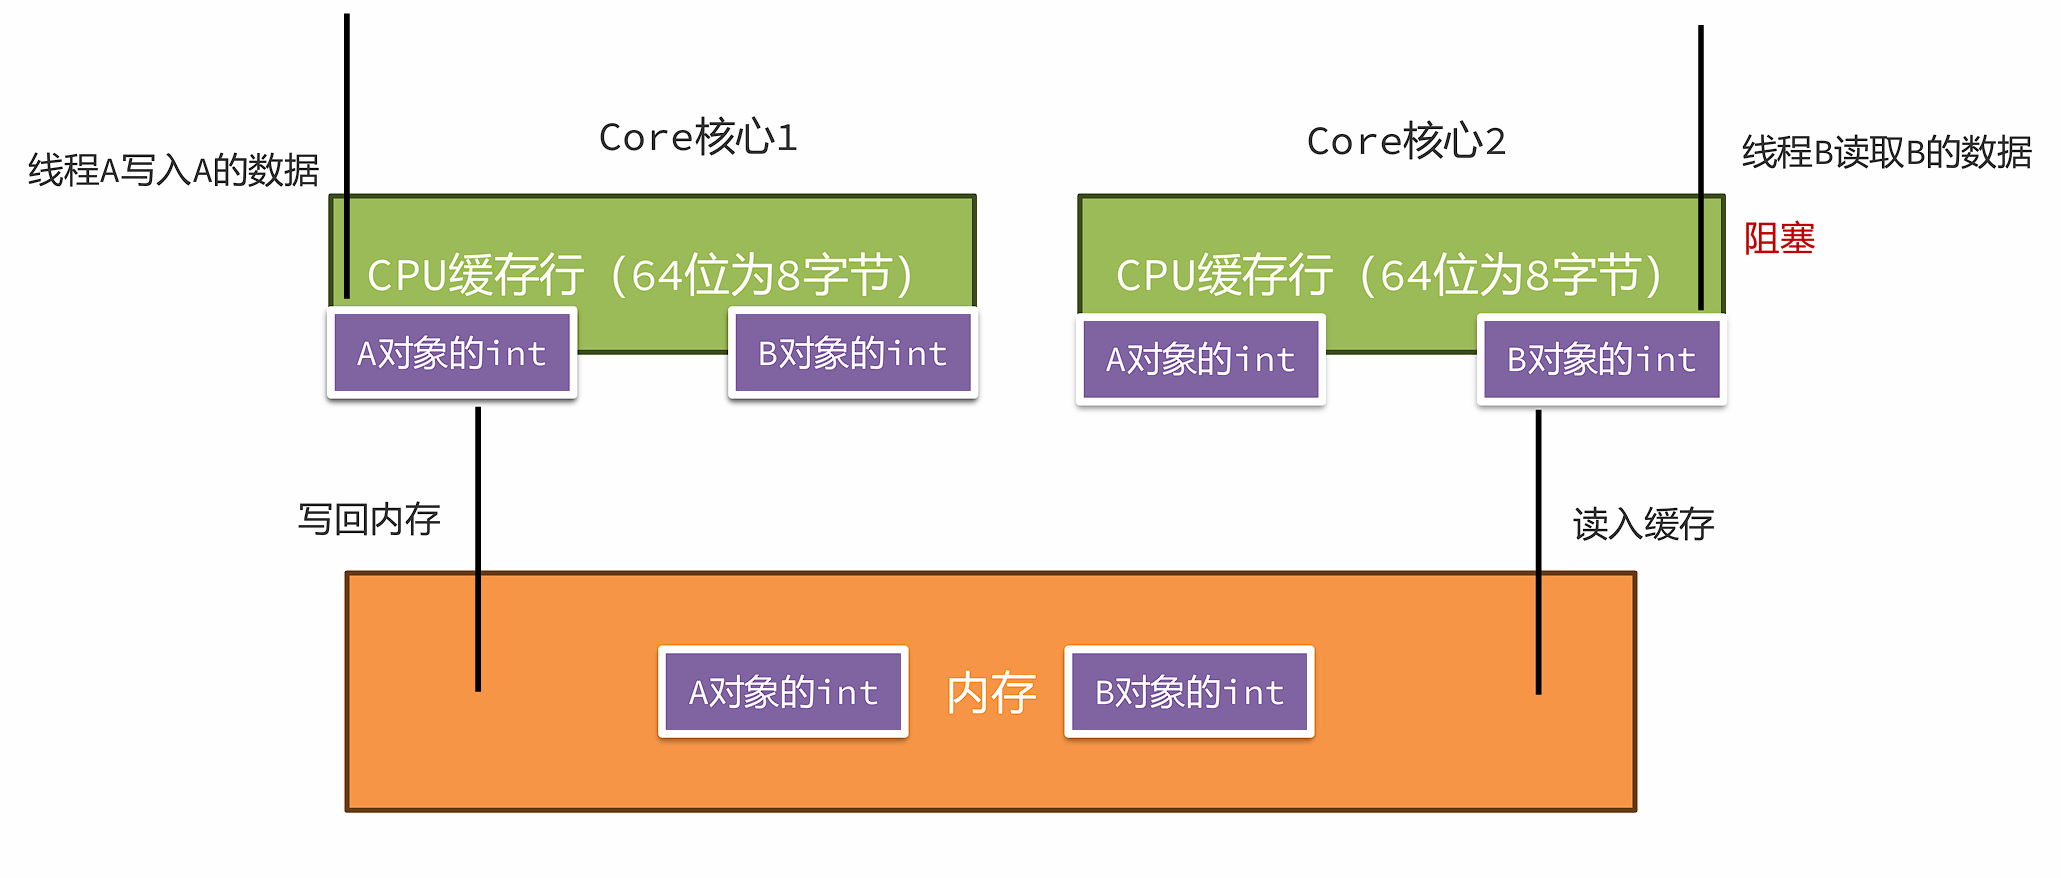 Core核心1
Core核心2
线程A写入A的数据
线程B读取B的数据
阻塞
CPU缓存行（64位为8字节）
CPU缓存行（64位为8字节）
A对象的int
B对象的int
A对象的int
B对象的int
写回内存
读入缓存
A对象的int
内存
B对象的int